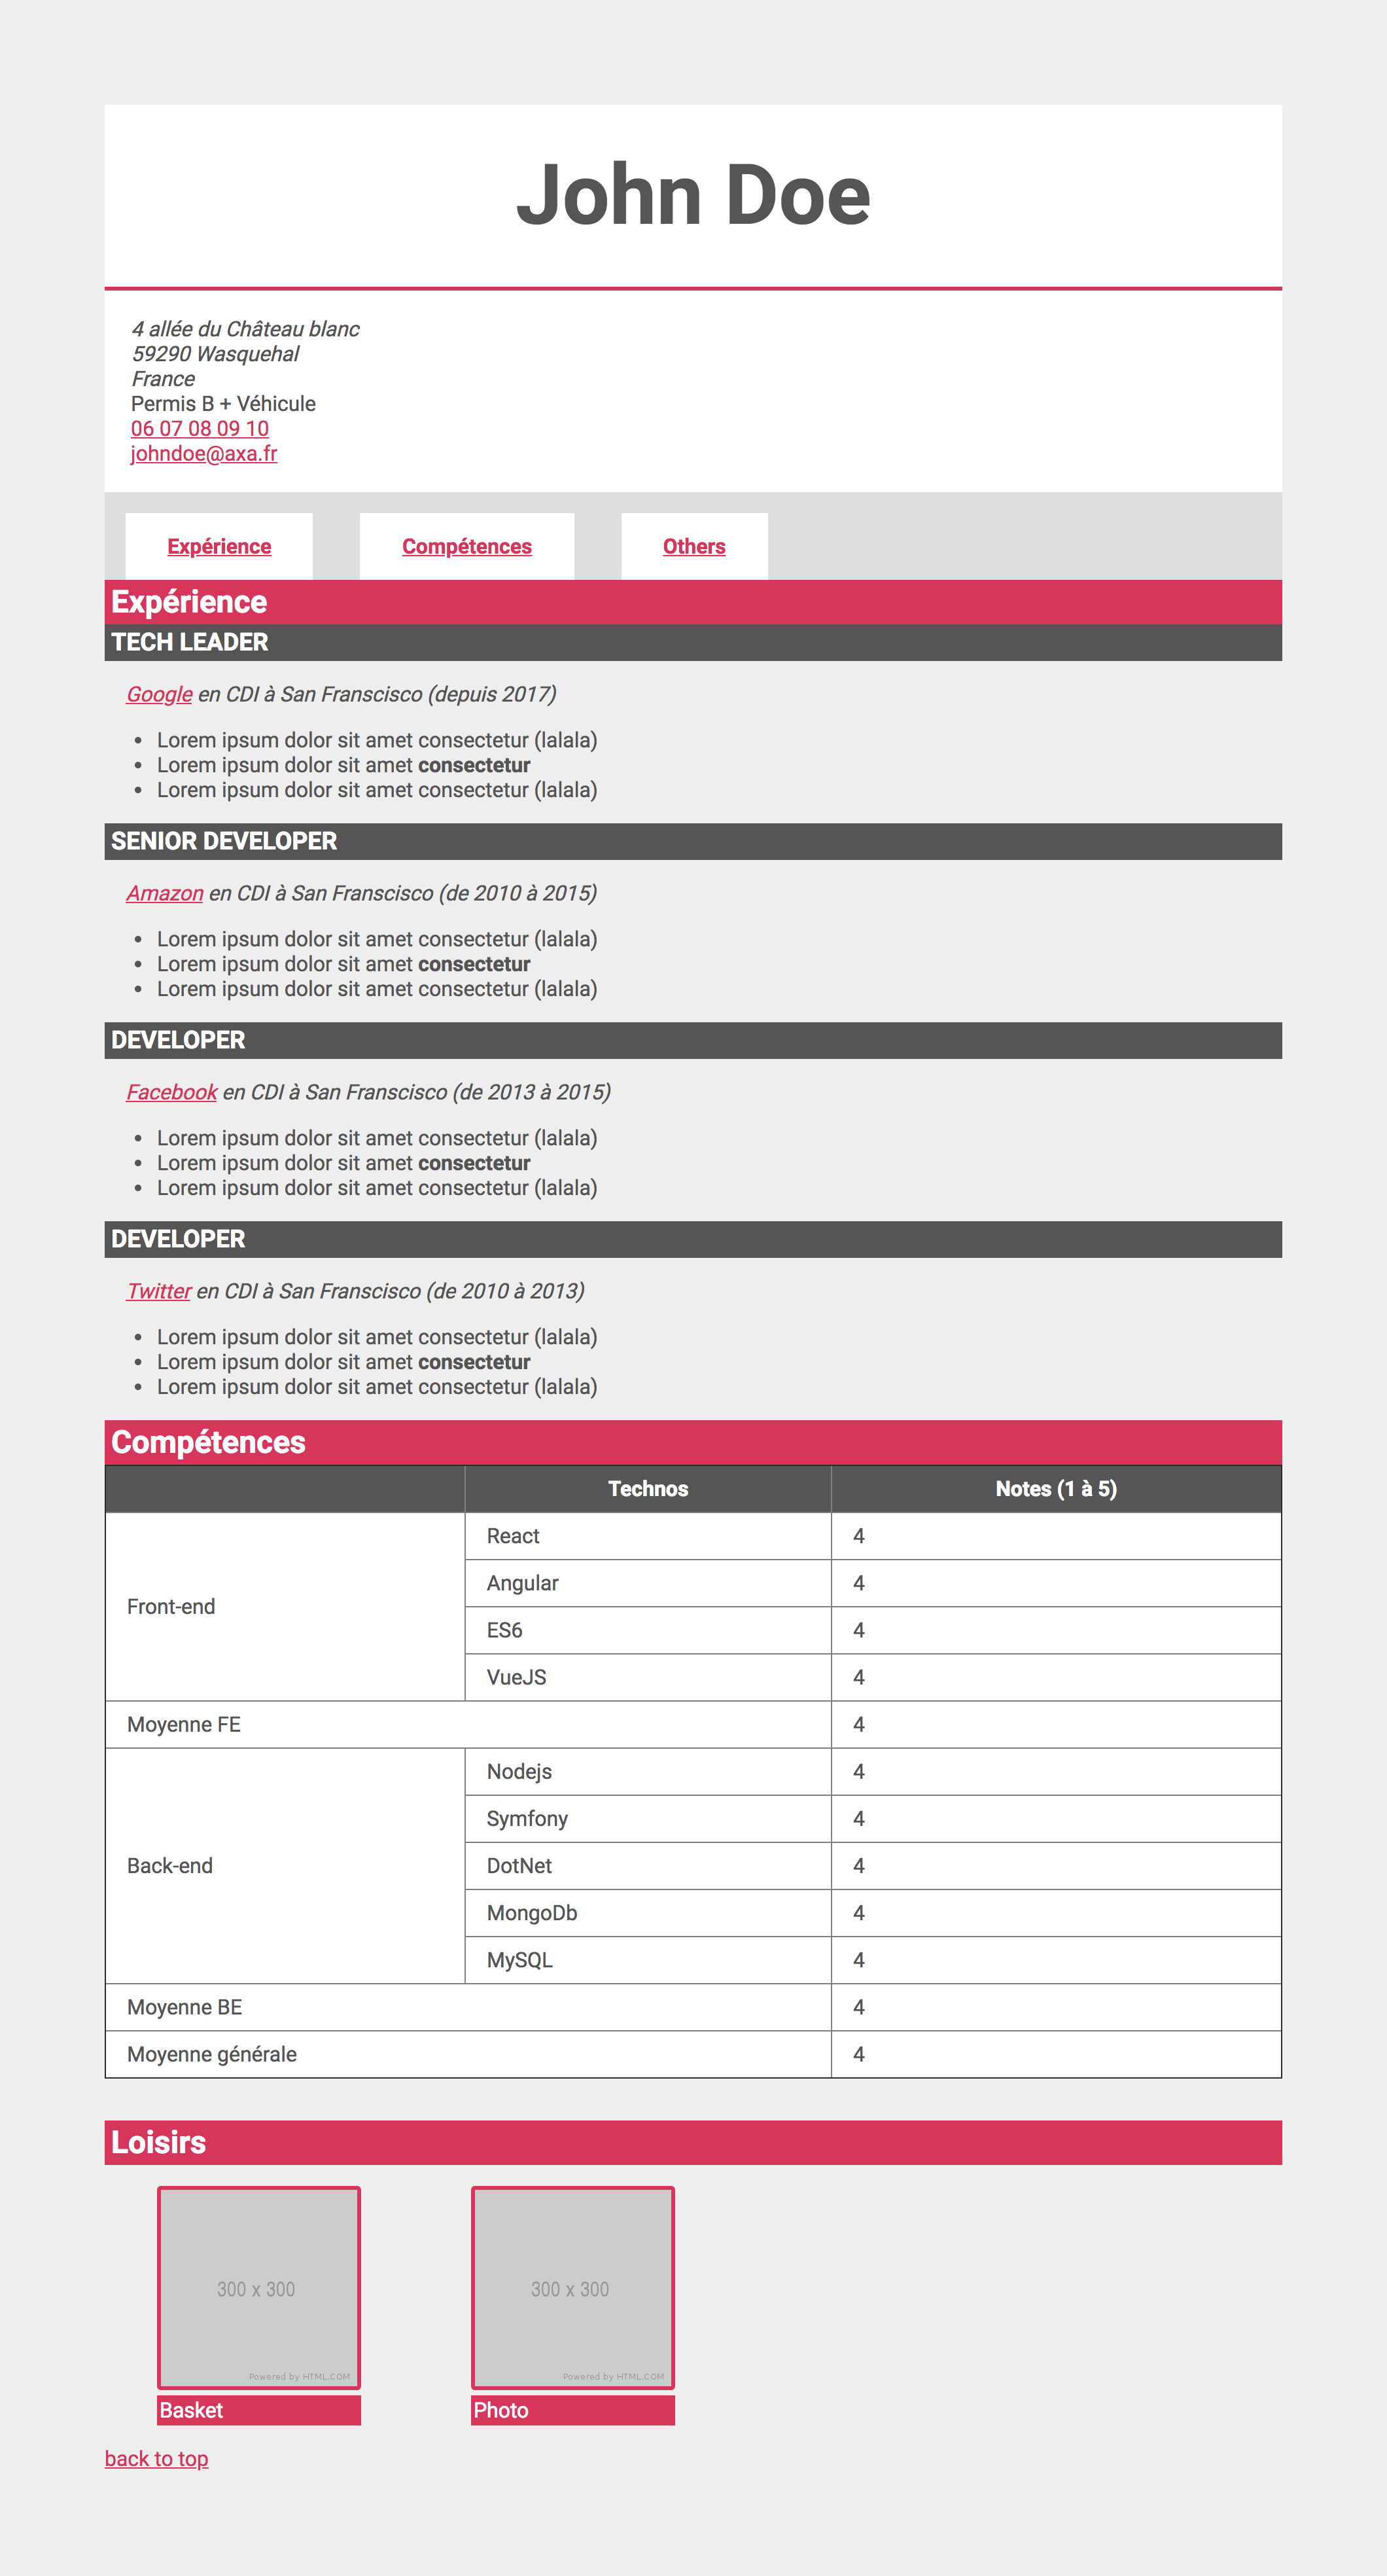 John Doe
4 allée du Château blanc
59290 Wasquehal
France
Permis B + Véhicule
06 07 08 09 10
johndoe@axa.fr
Expérience Compétences Others
Expérience
TECH LEADER
Google en CDI à San Franscisco (depuis 2017)
• Lorem ipsum dolor sit amet consectetur (lalala)
• Lorem ipsum dolor sit amet consectetur
• Lorem ipsum dolor sit amet consectetur (lalala)
SENIOR DEVELOPER
Amazon en CDI à San Franscisco (de 2010 à 2015)
• Lorem ipsum dolor sit amet consectetur (lalala)
• Lorem ipsum dolor sit amet consectetur
• Lorem ipsum dolor sit amet consectetur (lalala)
DEVELOPER
Facebook en CDI à San Franscisco (de 2013 à 2015)
• Lorem ipsum dolor sit amet consectetur (lalala)
• Lorem ipsum dolor sit amet consectetur
• Lorem ipsum dolor sit amet consectetur (lalala)
DEVELOPER
Twitter en CDI à San Franscisco (de 2010 à 2013)
• Lorem ipsum dolor sit amet consectetur (lalala)
• Lorem ipsum dolor sit amet consectetur
• Lorem ipsum dolor sit amet consectetur (lalala)
Compétences
Technos Notes (1 à 5)
Front-end
React 4
Angular 4
ES6 4
VueJS 4
Moyenne FE 4
Back-end
Nodejs 4
Symfony 4
DotNet 4
MongoDb 4
MySQL 4
Moyenne BE 4
Moyenne générale 4
Loisirs
300 x 300 300 x 300
Powered by HTML.COM Powered by HTML.COM
Basket Photo
back to top